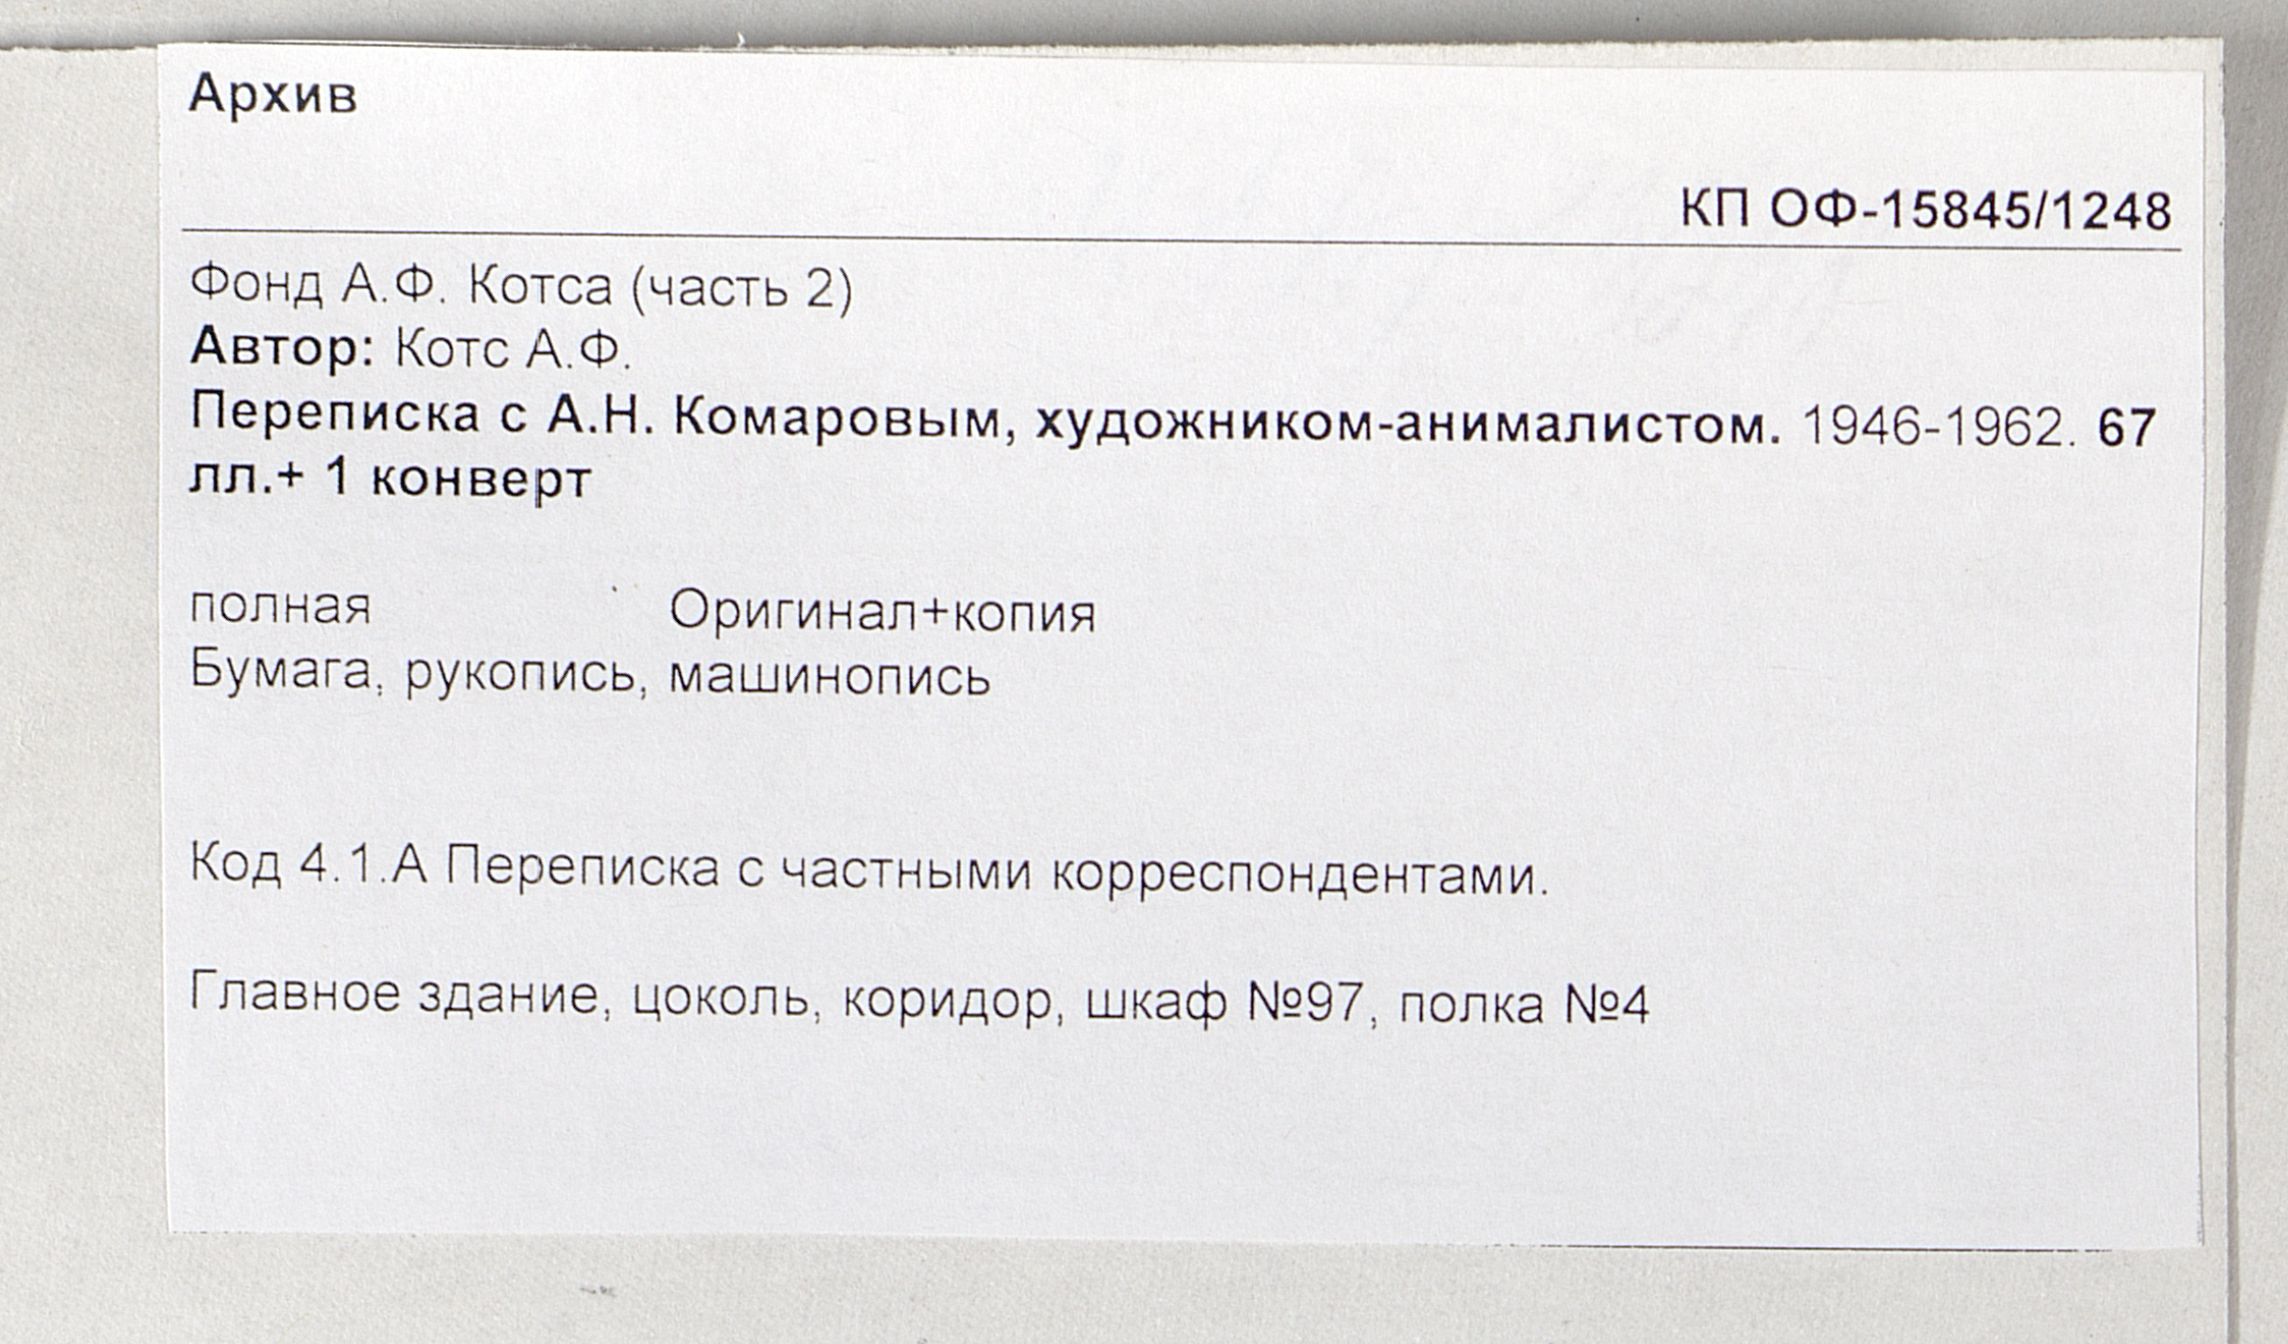 Архив
КП ОФ-15845/1248
Фонд А.Ф. Котса (часть 2)
Автор: Котс А.Ф.
Переписка с А.Н. Комаровым, художником-анималистом. 1946-1962. 67
лл.+ 1 конверт
полная Оригинал+копия
Бумага, рукопись, машинопись
Код 4.1.А Переписка с частными корреспондентами.
Главное здание, цоколь, коридор, шкаф №97, полка №4